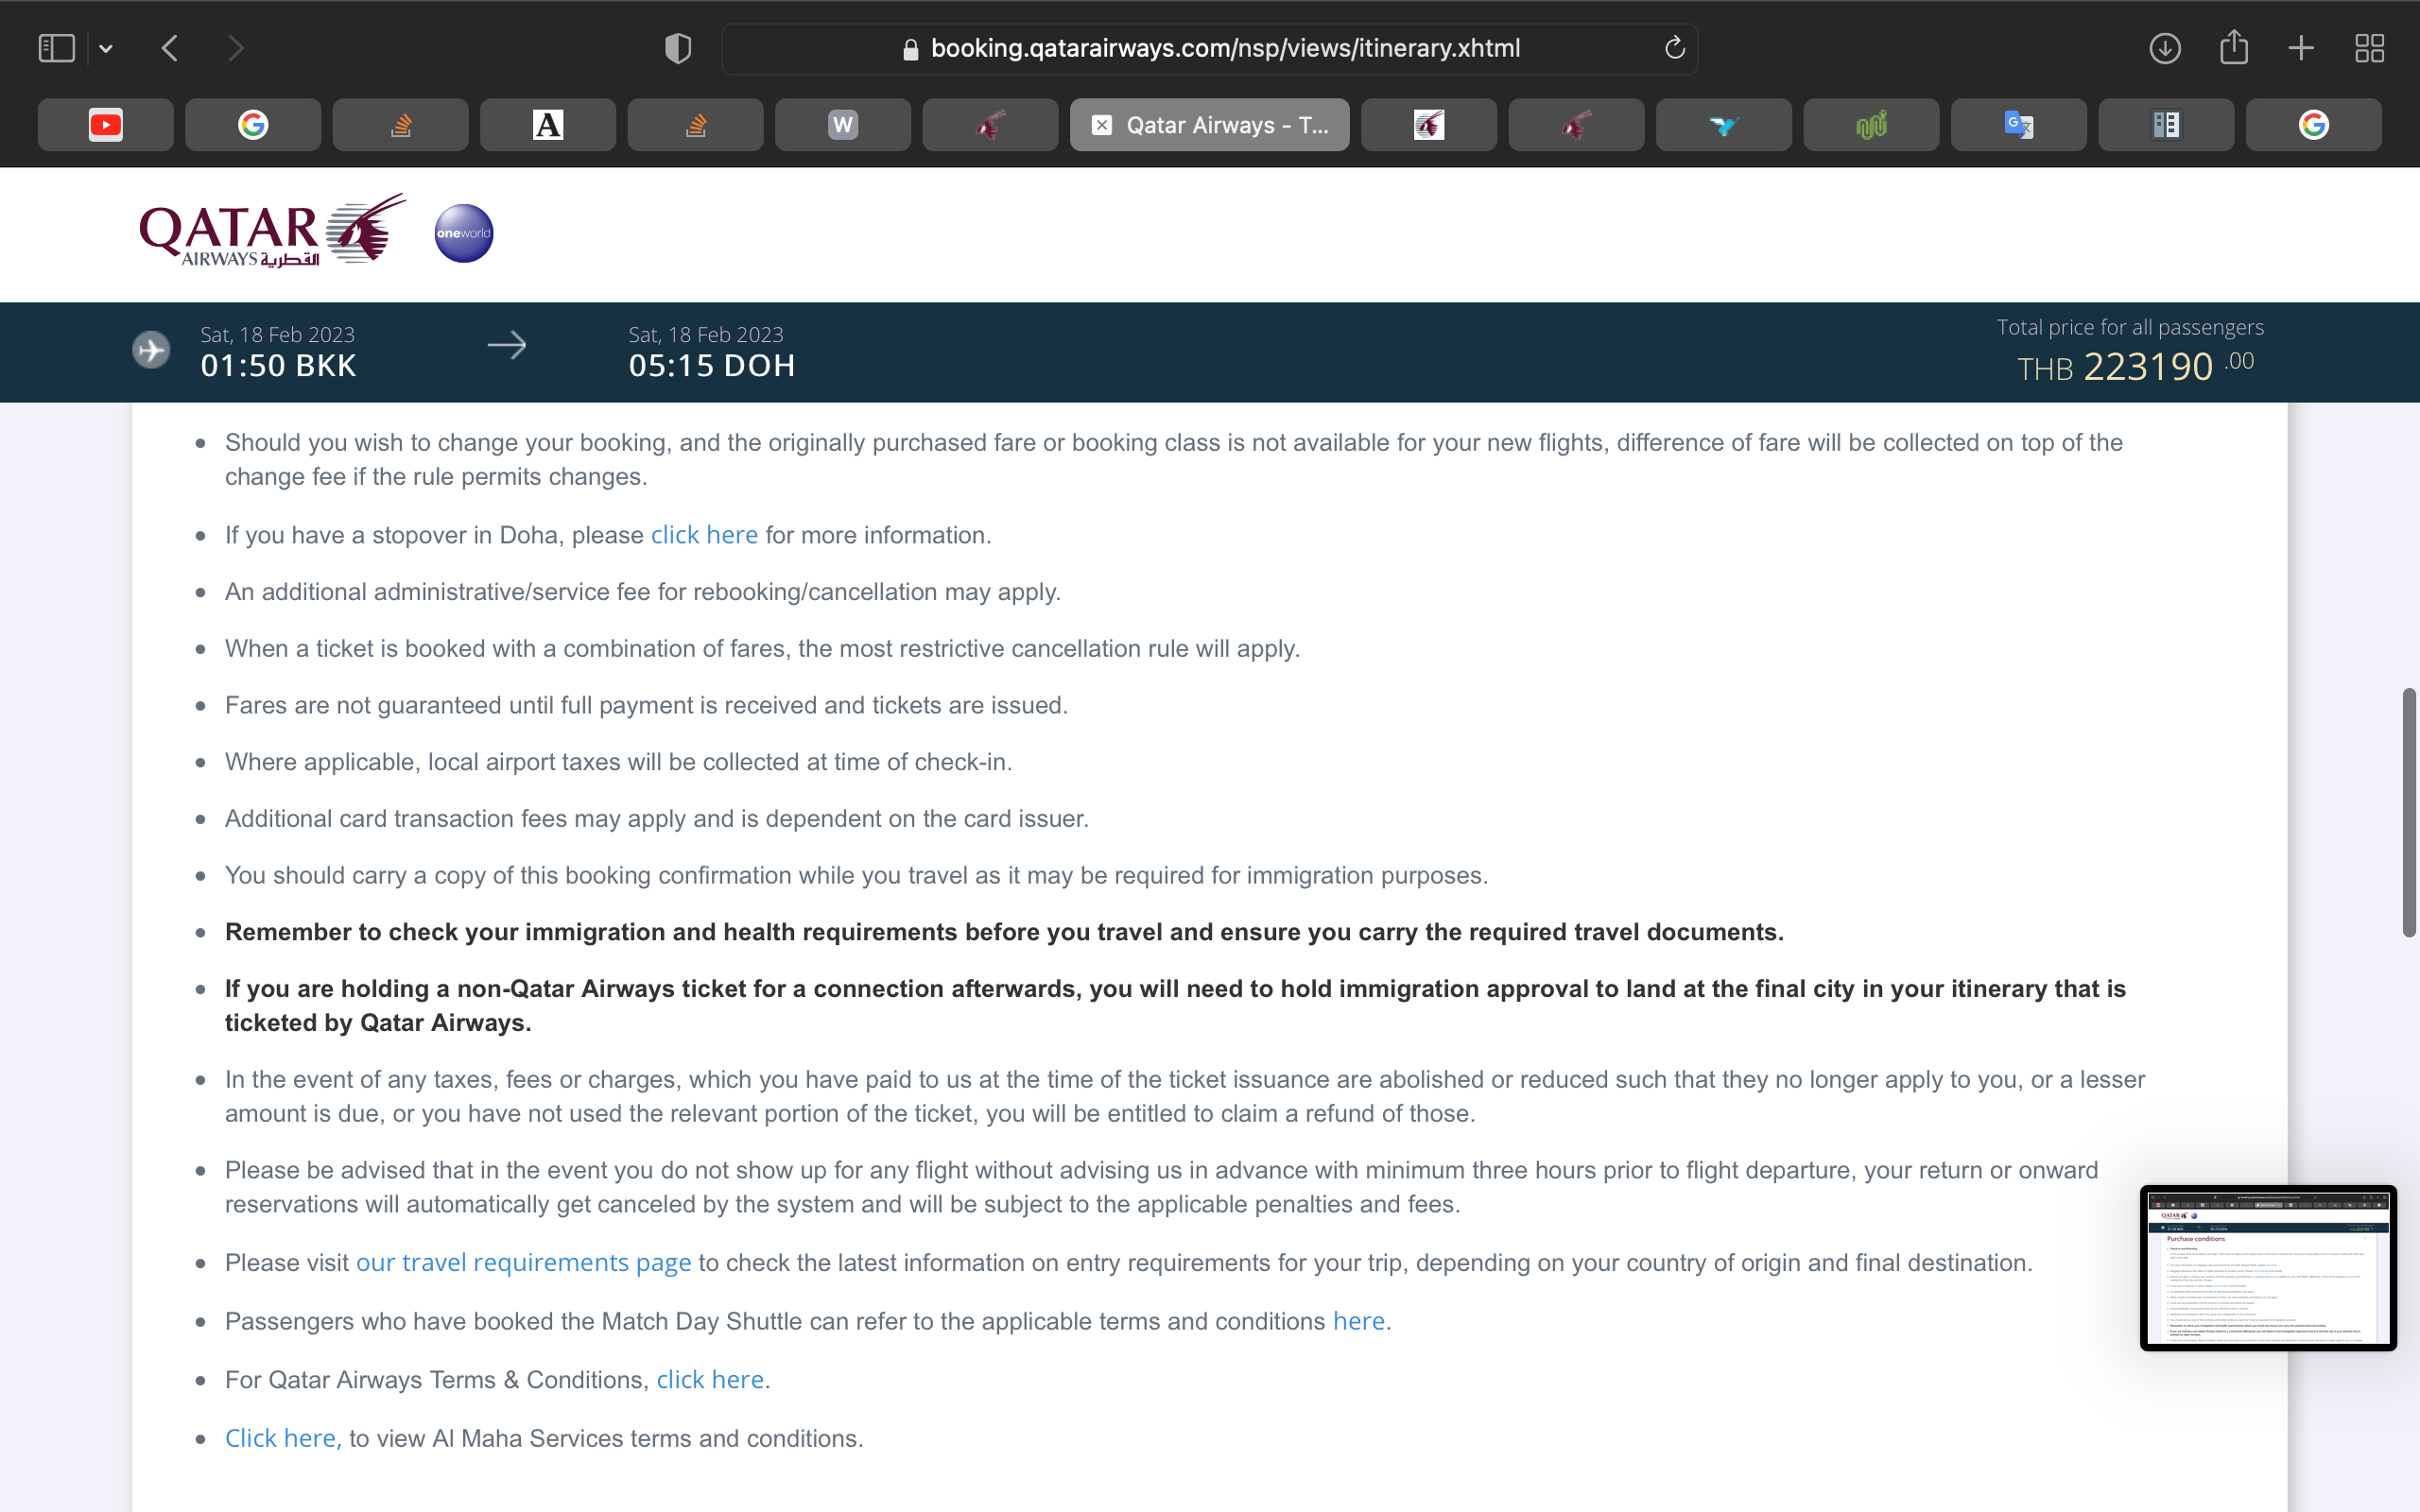 booking.qatarairways.com/nsp/views/itinerary.xhtml
A
W
Qatar Airways - T...
QATAR
AIRWAYS القطرية
oneworld
Sat, 18 Feb 2023
01:50 BKK
Sat, 18 Feb 2023
05:15 DOH
Total price for all passengers
THB 223190 .00
• Should you wish to change your booking, and the originally purchased fare or booking class is not available for your new flights, difference of fare will be collected on top of the
change fee if the rule permits changes.
• If you have a stopover in Doha, please click here for more information.
• An additional administrative/service fee for rebooking/cancellation may apply.
• When a ticket is booked with a combination of fares, the most restrictive cancellation rule will apply.
• Fares are not guaranteed until full payment is received and tickets are issued.
• Where applicable, local airport taxes will be collected at time of check-in.
• Additional card transaction fees may apply and is dependent on the card issuer.
• You should carry a copy of this booking confirmation while you travel as it may be required for immigration purposes.
• Remember to check your immigration and health requirements before you travel and ensure you carry the required travel documents.
• If you are holding a non-Qatar Airways ticket for a connection afterwards, you will need to hold immigration approval to land at the final city in your itinerary that is
ticketed by Qatar Airways.
• In the event of any taxes, fees or charges, which you have paid to us at the time of the ticket issuance are abolished or reduced such that they no longer apply to you, or a lesser
amount is due, or you have not used the relevant portion of the ticket, you will be entitled to claim a refund of those.
• Please be advised that in the event you do not show up for any flight without advising us in advance with minimum three hours prior to flight departure, your return or onward
reservations will automatically get canceled by the system and will be subject to the applicable penalties and fees.
• Please visit our travel requirements page to check the latest information on entry requirements for your trip, depending on your country of origin and final destination.
• Passengers who have booked the Match Day Shuttle can refer to the applicable terms and conditions here.
• For Qatar Airways Terms & Conditions, click here.
• Click here, to view Al Maha Services terms and conditions.
QATAR
Purchase conditions